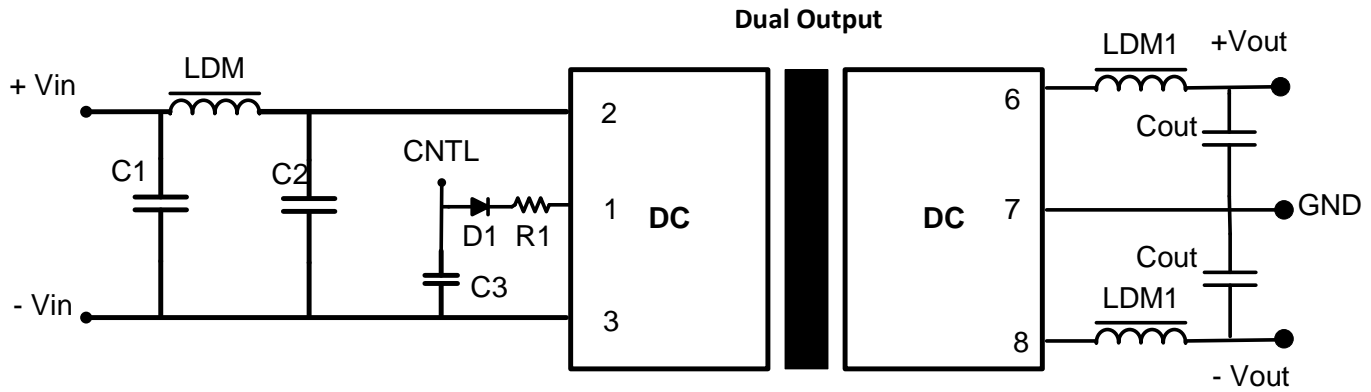 Dual Output
LDM
+ Vin
C1
C2
CNTL
D1
R1
C3
- Vin
2
1
3
DC
DC
6
7
8
LDM1
+Vout
Cout
GND
Cout
LDM1
- Vout